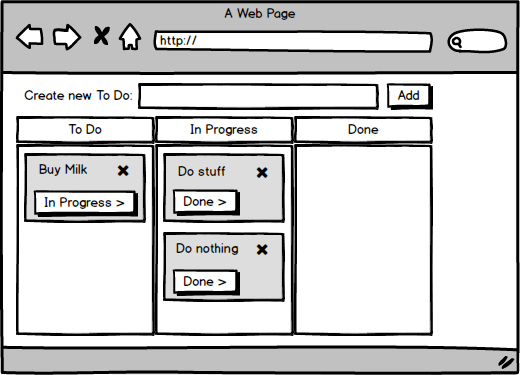 A Web Page
http://
Create new To Do:
Add
To Do
In Progress
Done
Buy Milk
In Progress >
Do stuff
Done >
Do nothing
Done >